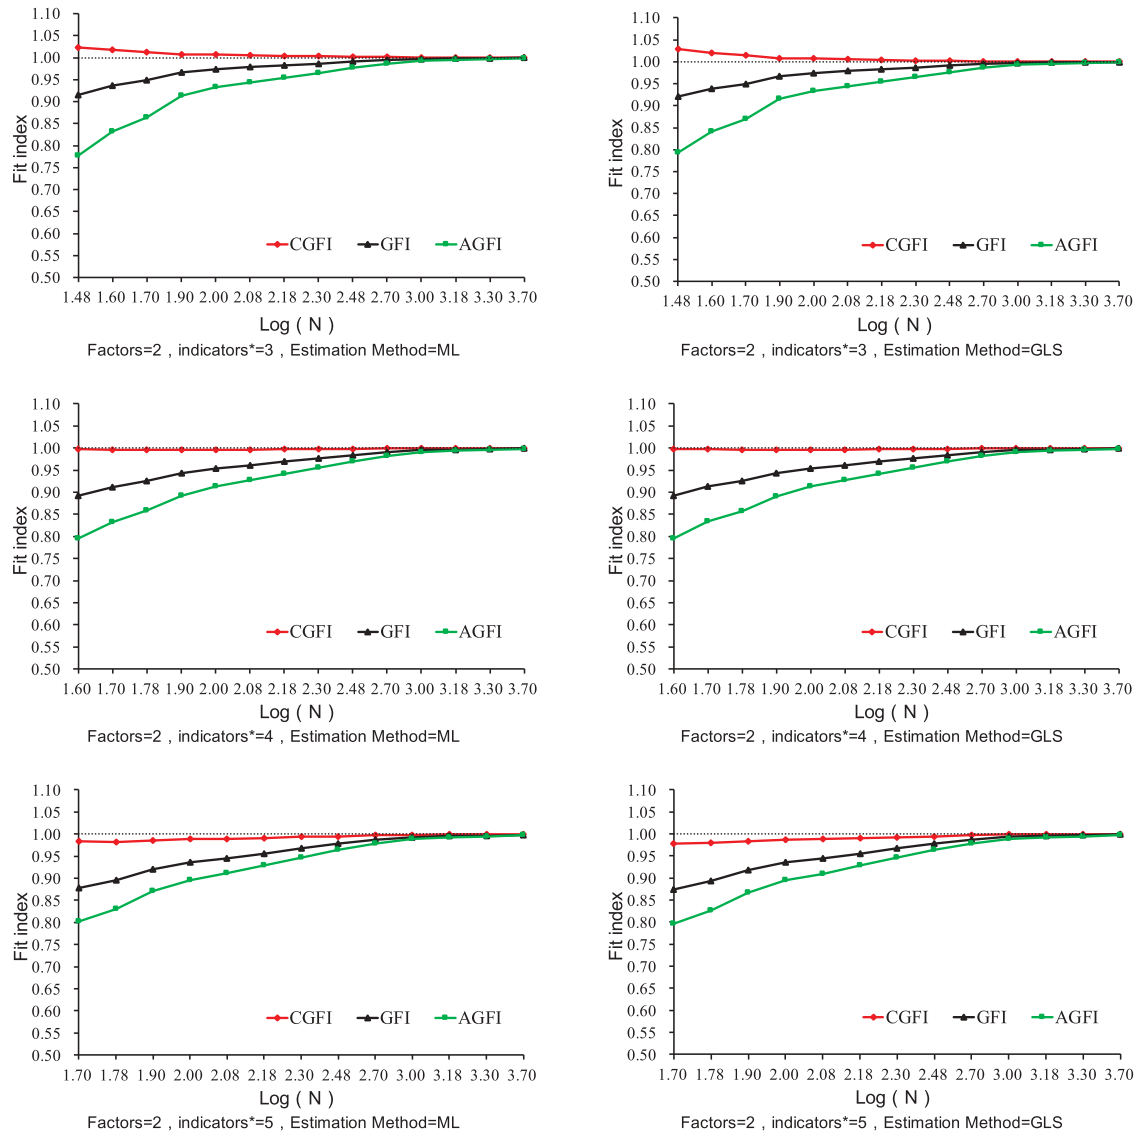 1.10
1.05
1.00
0.95
0.90
0.85
0.80
0.75
0.70
0.65
0.60
0.55
0.50
Fit index
CGFI GFI AGFI
1.48 1.60 1.70 1.90 2.00 2.08 2.18 2.30 2.48 2.70 3.00 3.18 3.30 3.70
Log ( N )
Factors=2 , indicators*=3 , Estimation Method=ML
1.10
1.05
1.00
0.95
0.90
0.85
0.80
0.75
0.70
0.65
0.60
0.55
0.50
Fit index
CGFI GFI AGFI
1.48 1.60 1.70 1.90 2.00 2.08 2.18 2.30 2.48 2.70 3.00 3.18 3.30 3.70
Log ( N )
Factors=2 , indicators*=3 , Estimation Method=GLS
1.10
1.05
1.00
0.95
0.90
0.85
0.80
0.75
0.70
0.65
0.60
0.55
0.50
Fit index
CGFI GFI AGFI
1.60 1.70 1.78 1.90 2.00 2.08 2.18 2.30 2.48 2.70 3.00 3.18 3.30 3.70
Log ( N )
Factors=2 , indicators*=4 , Estimation Method=ML
1.10
1.05
1.00
0.95
0.90
0.85
0.80
0.75
0.70
0.65
0.60
0.55
0.50
Fit index
CGFI GFI AGFI
1.60 1.70 1.78 1.90 2.00 2.08 2.18 2.30 2.48 2.70 3.00 3.18 3.30 3.70
Log ( N )
Factors=2 , indicators*=4 , Estimation Method=GLS
1.10
1.05
1.00
0.95
0.90
0.85
0.80
0.75
0.70
0.65
0.60
0.55
0.50
Fit index
CGFI GFI AGFI
1.70 1.78 1.90 2.00 2.08 2.18 2.30 2.48 2.70 3.00 3.18 3.30 3.70
Log ( N )
Factors=2 , indicators*=5 , Estimation Method=ML
1.10
1.05
1.00
0.95
0.90
0.85
0.80
0.75
0.70
0.65
0.60
0.55
0.50
Fit index
CGFI GFI AGFI
1.70 1.78 1.90 2.00 2.08 2.18 2.30 2.48 2.70 3.00 3.18 3.30 3.70
Log ( N )
Factors=2 , indicators*=5 , Estimation Method=GLS